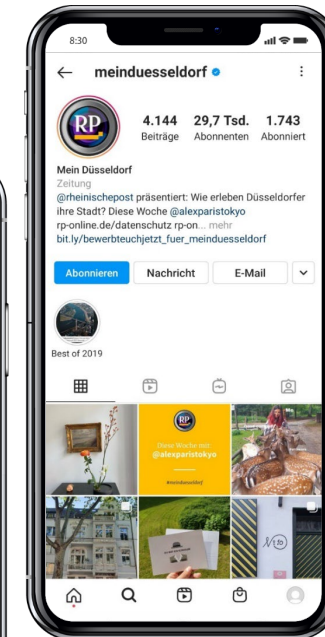 8:30
meinduesseldorf
RP
4.144 29,7 Tsd. 1.743
Beiträge Abonnenten Abonniert
Mein Düsseldorf
Zeitung
@rheinischepost präsentiert: Wie erleben Düsseldorfer
ihre Stadt? Diese Woche @alexparistokyo
rp-online.de/datenschutz rp-on... mehr
bit.ly/bewerbteuchjetzt_fuer_meinduesseldorf
Abonnieren Nachricht E-Mail
Best of 2019
RP
Diese Woche mit
@alexparistokyo
#meinduesseldorf